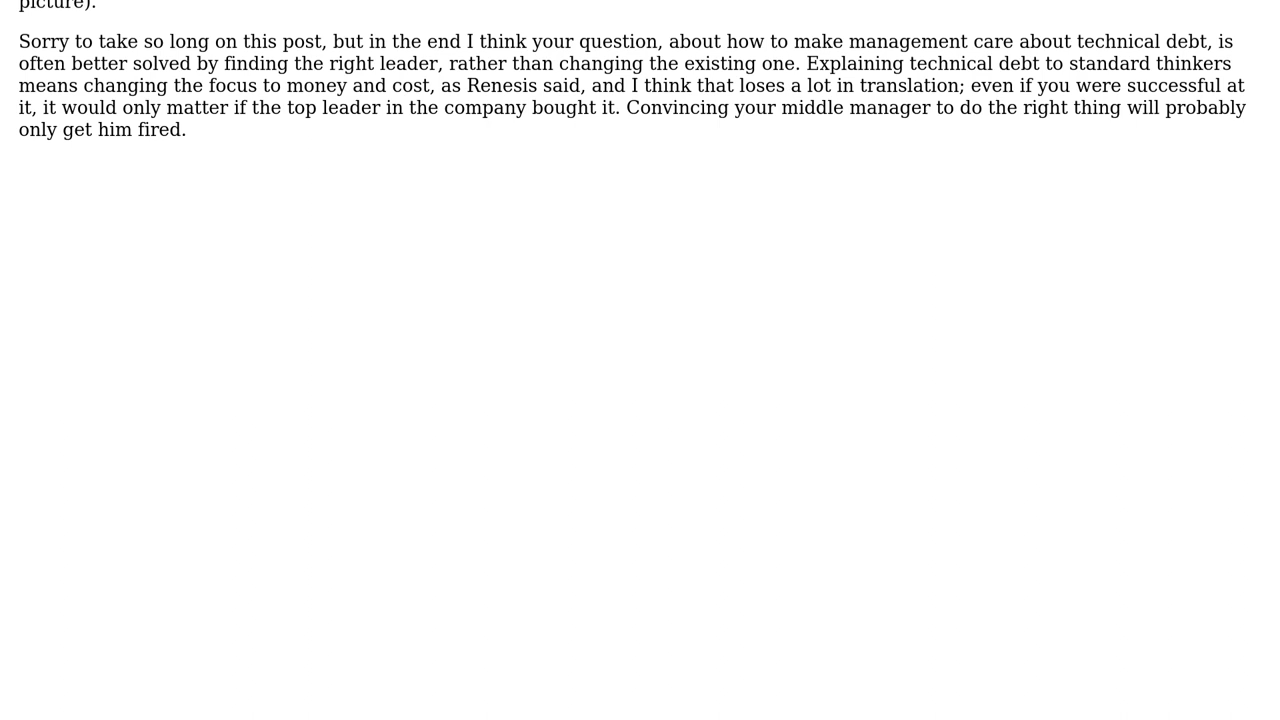 picture).
Sorry to take so long on this post, but in the end I think your question, about how to make management care about technical debt, is
often better solved by finding the right leader, rather than changing the existing one. Explaining technical debt to standard thinkers
means changing the focus to money and cost, as Renesis said, and I think that loses a lot in translation; even if you were successful at
it, it would only matter if the top leader in the company bought it. Convincing your middle manager to do the right thing will probably
only get him fired.